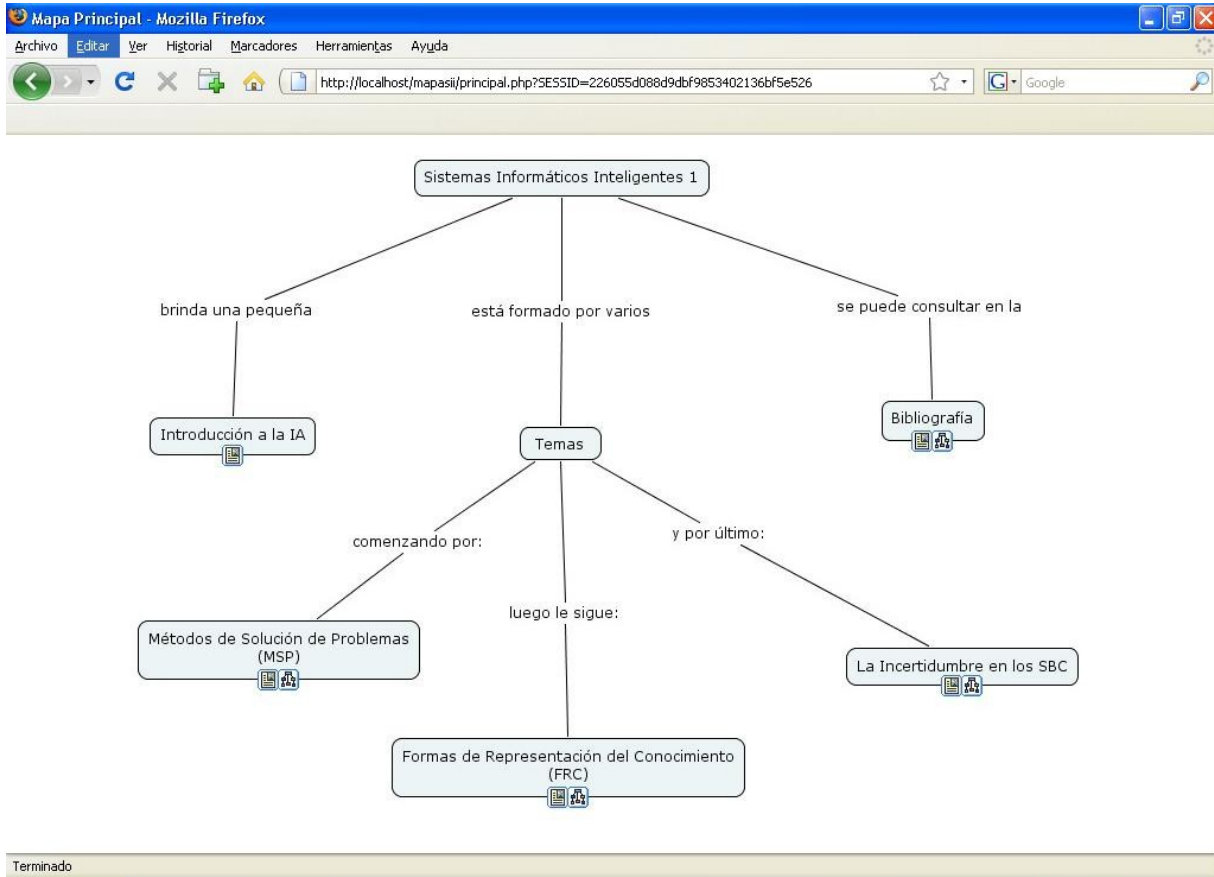 Mapa Principal - Mozilla Firefox
Archivo Editar Ver Historial Marcadores Herramientas Ayuda
http://localhost/mapasii/principal.php?SESSID=226055d088d9dbf9853402136bf5e526
G Google
Sistemas Informáticos Inteligentes 1
brinda una pequeña
está formado por varios
se puede consultar en la
Introducción a la IA
Temas
Bibliografía
comenzando por:
y por último:
luego le sigue:
Métodos de Solución de Problemas
(MSP)
La Incertidumbre en los SBC
Formas de Representación del Conocimiento
(FRC)
Terminado